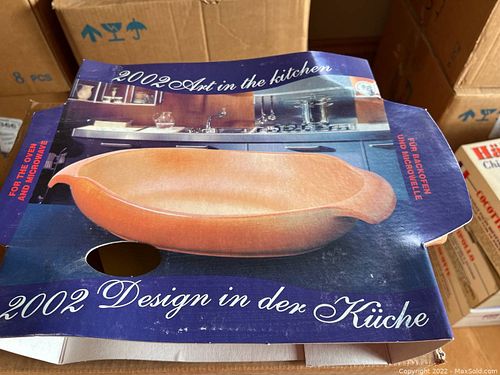 8 PCS
2002 Art in the kitchen
FOR THE OVEN
AND MICROWAVE
FÜR BACKOFEN
UND MICROWELLE
2002 Design in der Küche
Copyright 2022 - MaxSold.com